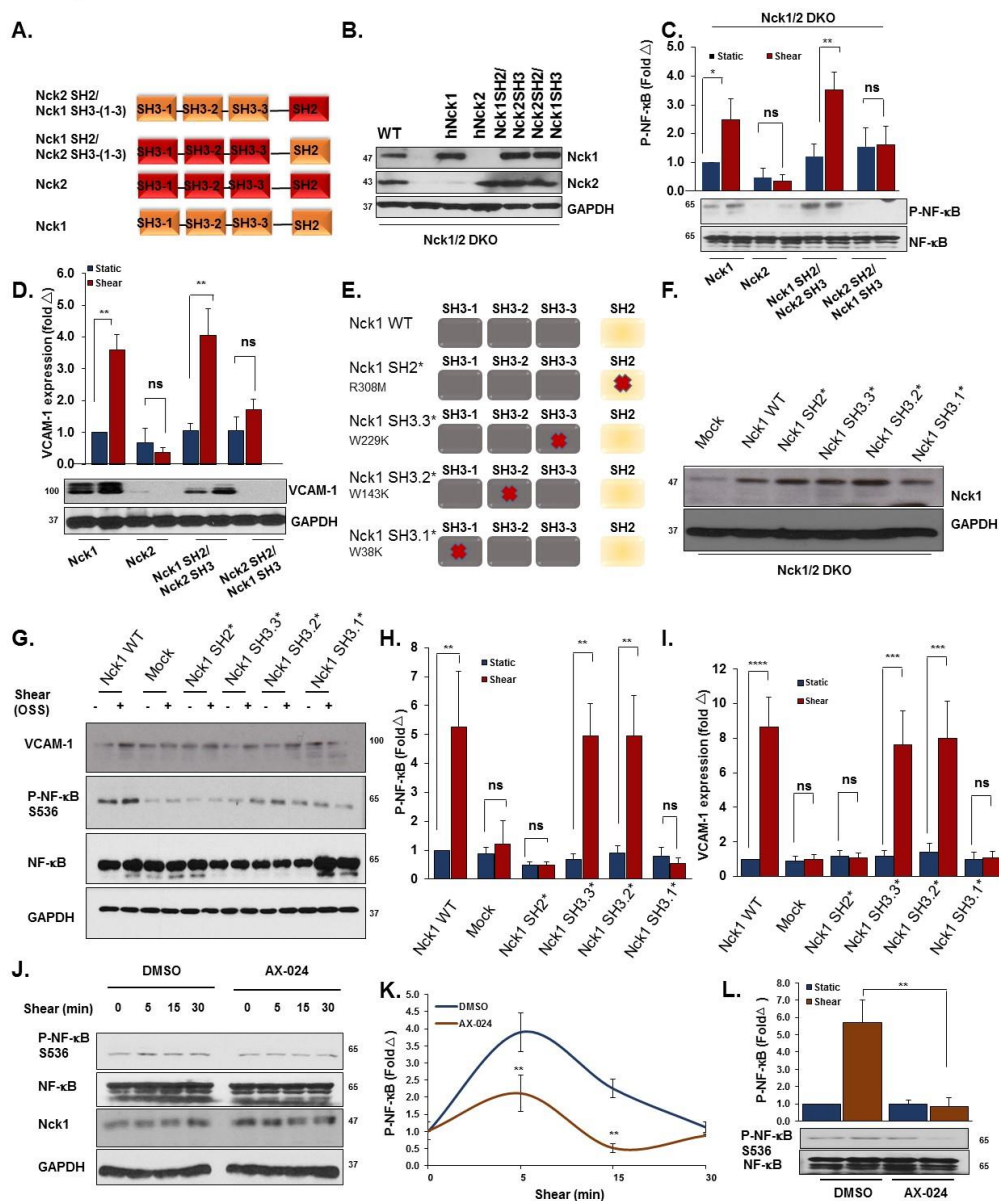 A.
Nck2 SH2/
Nck1 SH3-(1-3)
SH3-1 SH3-2 SH3-3 SH2
Nck1 SH2/
Nck2 SH3-(1-3)
SH3-1 SH3-2 SH3-3 SH2
Nck2
SH3-1 SH3-2 SH3-3 SH2
Nck1
SH3-1 SH3-2 SH3-3 SH2
B.
WT
hNck1
hNck2
Nck1SH2/
Nck2SH3
Nck2SH2/
Nck1SH3
47 Nck1
43 Nck2
37 GAPDH
Nck1/2 DKO
C.
Nck1/2 DKO
P-NF-κB (Fold △)
5.0
4.0
3.0
2.0
1.0
0.0
Static Shear
* ns ** ns
65 P-NF-κB
65 NF-κB
Nck1
Nck2
Nck1 SH2/
Nck2 SH3
Nck2 SH2/
Nck1 SH3
D.
VCAM-1 expression (fold △)
6.0
5.0
4.0
3.0
2.0
1.0
0.0
Static
Shear
** ns ** ns
100 VCAM-1
37 GAPDH
Nck1
Nck2
Nck1 SH2/
Nck2 SH3
Nck2 SH2/
Nck1 SH3
E.
SH3-1 SH3-2 SH3-3 SH2
Nck1 WT
SH3-1 SH3-2 SH3-3 SH2
Nck1 SH2*
R308M
SH3-1 SH3-2 SH3-3 SH2
Nck1 SH3.3*
W229K
SH3-1 SH3-2 SH3-3 SH2
Nck1 SH3.2*
W143K
SH3-1 SH3-2 SH3-3 SH2
Nck1 SH3.1*
W38K
F.
Mock
Nck1 WT
Nck1 SH2*
Nck1 SH3.3*
Nck1 SH3.2*
Nck1 SH3.1*
47 Nck1
37 GAPDH
Nck1/2 DKO
G.
Nck1 WT
Mock
Nck1 SH2*
Nck1 SH3.3*
Nck1 SH3.2*
Nck1 SH3.1*
Shear
(OSS)
- + - + - + - + - + - +
VCAM-1 100
P-NF-κB
S536
65
NF-κB 65
GAPDH 37
H.
P-NF-κB (Fold △)
8
7
6
5
4
3
2
1
0
Static
Shear
** ns ns ** ** ns
Nck1 WT
Mock
Nck1 SH2*
Nck1 SH3.3*
Nck1 SH3.2*
Nck1 SH3.1*
I.
VCAM-1 expression (fold △)
14
12
10
8
6
4
2
0
Static
Shear
**** ns ns *** *** ns
Nck1 WT
Mock
Nck1 SH2*
Nck1 SH3.3*
Nck1 SH3.2*
Nck1 SH3.1*
J.
DMSO AX-024
Shear (min) 0 5 15 30 0 5 15 30
P-NF-κB
S536
65
NF-κB 65
Nck1 47
GAPDH 37
K.
P-NF-κB (Fold △)
5.0
4.5
4.0
3.5
3.0
2.5
2.0
1.5
1.0
0.5
0.0
DMSO
AX-024
**
**
0 5 15 30
Shear (min)
L.
P-NF-κB (Fold△)
8.0
7.0
6.0
5.0
4.0
3.0
2.0
1.0
0.0
Static
Shear
**
P-NF-κB
S536
65
NF-κB 65
DMSO AX-024